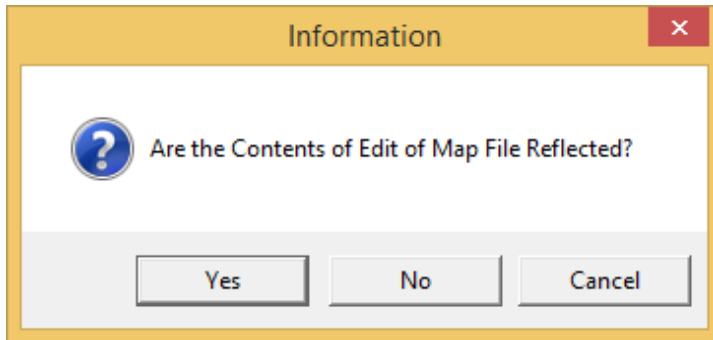 Information
Are the Contents of Edit of Map File Reflected?
Yes No Cancel